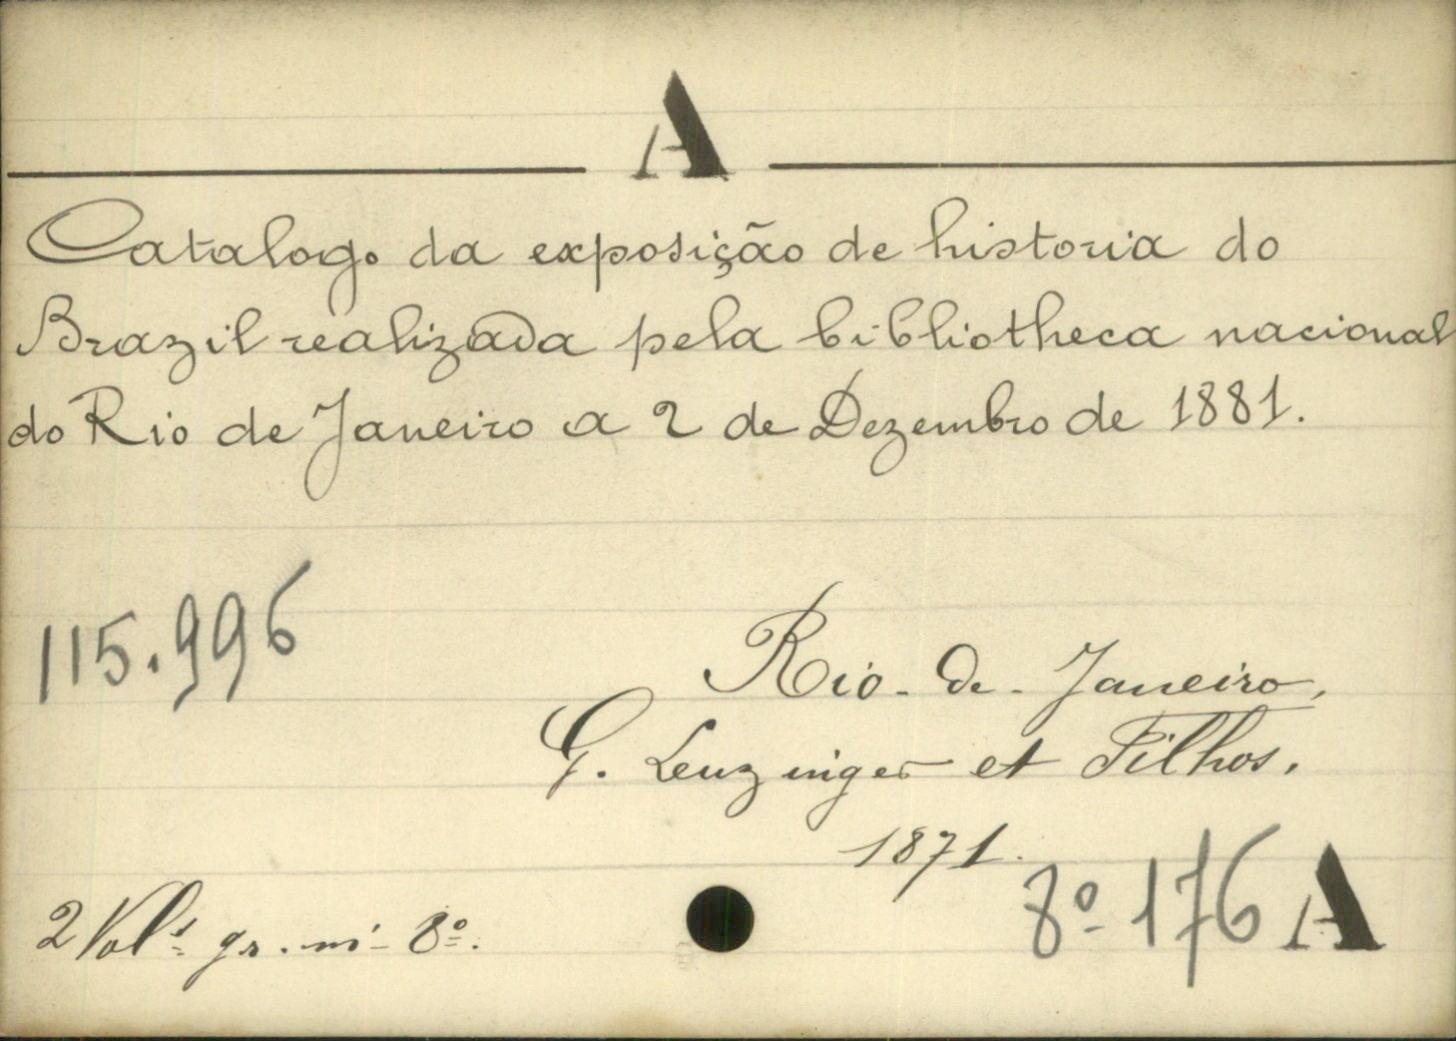 A
Catalogo da exposição de historia do
Brazil realizada pela bibliotheca nacional
do Rio de Janeiro a 2 de Dezembro de 1881.
115.996
Rio-de-Janeiro,
G. Leuzinger et Filhos.
1871.
8º 176 A
2 Vols gr. in-8º.